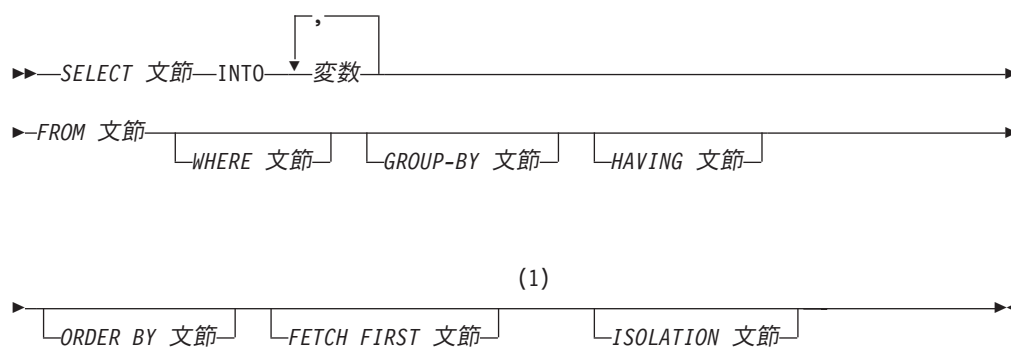 ,
SELECT 文節 INTO 変数
FROM 文節
WHERE 文節 GROUP-BY 文節 HAVING 文節
(1)
ORDER BY 文節 FETCH FIRST 文節 ISOLATION 文節